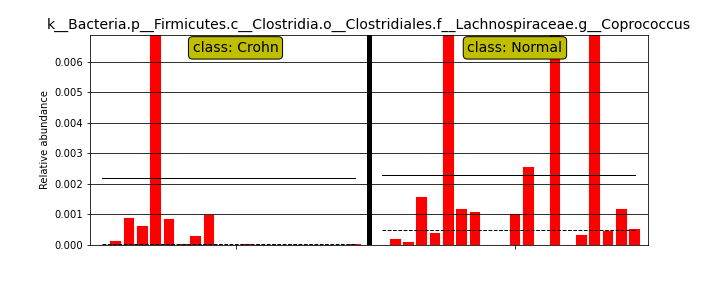 k__Bacteria.p__Firmicutes.c__Clostridia.o__Clostridiales.f__Lachnospiraceae.g__Coprococcus
class: Crohn
class: Normal
Relative abundance
0.006
0.005
0.004
0.003
0.002
0.001
0.000